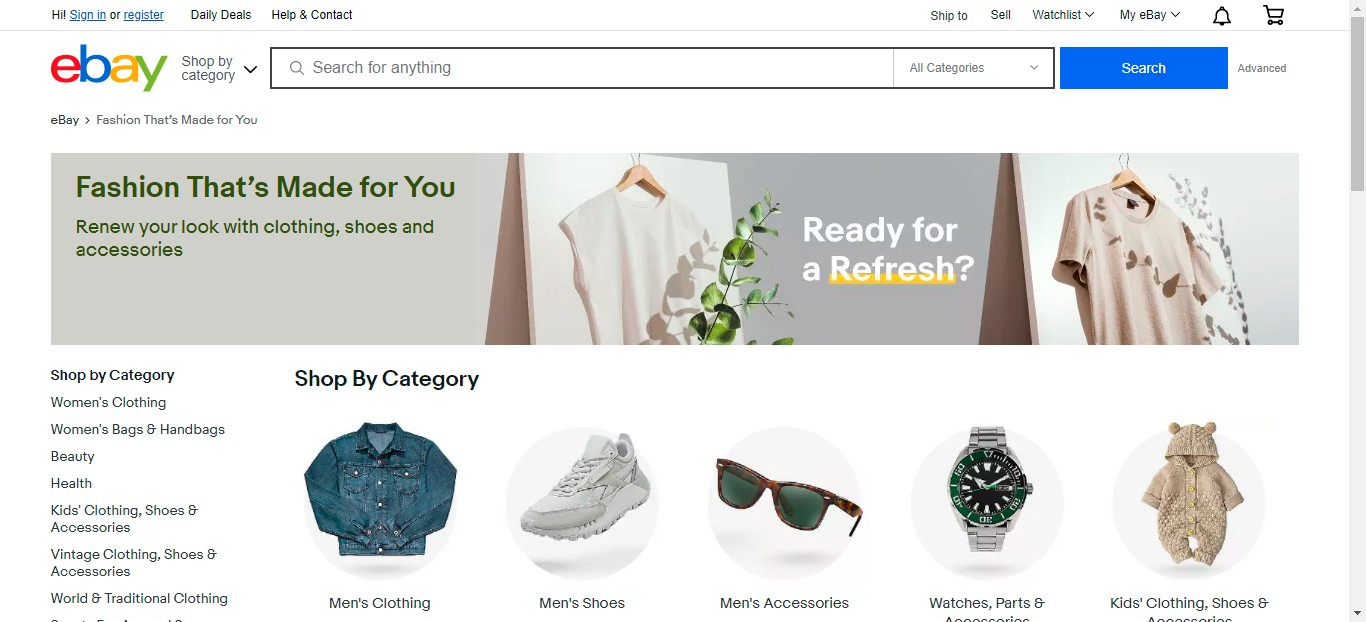 Hi! Sign in or register
Daily Deals
Help & Contact
Ship to
Sell
Watchlist
My eBay
ebay
Shop by
category
Search for anything
All Categories
Search
Advanced
eBay
Fashion That's Made for You
Fashion That's Made for You
Renew your look with clothing, shoes and
accessories
Ready for
a Refresh?
Shop by Category
Women's Clothing
Women's Bags & Handbags
Beauty
Health
Kids' Clothing, Shoes &
Accessories
Vintage Clothing, Shoes &
Accessories
World & Traditional Clothing
Shop By Category
Men's Clothing
Men's Shoes
Men's Accessories
Watches, Parts &
Accessories
Kids' Clothing, Shoes &
Accessories